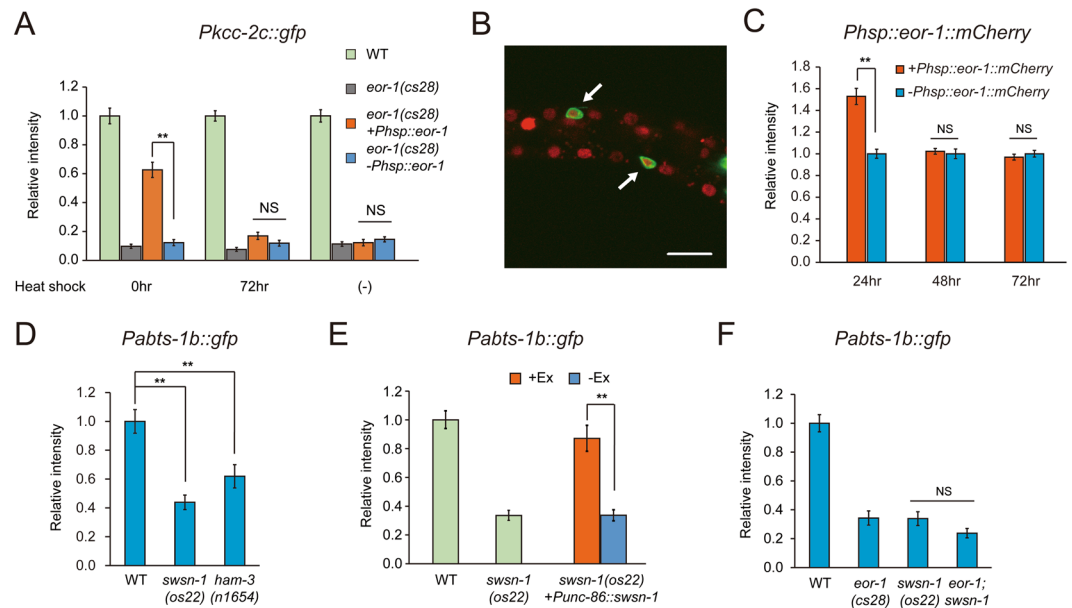 A
Pkcc-2c::gfp
WT
eor-1(cs28)
eor-1(cs28)
+Phsp::eor-1
eor-1(cs28)
-Phsp::eor-1
Relative intensity
1.2
1.0
0.8
0.6
0.4
0.2
0.0
**
NS
NS
Heat shock 0hr 72hr (-)
B
C
Phsp::eor-1::mCherry
+Phsp::eor-1::mCherry
-Phsp::eor-1::mCherry
Relative intensity
1.8
1.6
1.4
1.2
1.0
0.8
0.6
0.4
0.2
0.0
**
NS
NS
24hr 48hr 72hr
D
Pabts-1b::gfp
Relative intensity
1.2
1.0
0.8
0.6
0.4
0.2
0.0
**
**
WT swsn-1 ham-3
(os22) (n1654)
E
Pabts-1b::gfp
+Ex -Ex
Relative intensity
1.2
1.0
0.8
0.6
0.4
0.2
0.0
**
WT swsn-1 swsn-1(os22)
(os22) +Punc-86::swsn-1
F
Pabts-1b::gfp
Relative intensity
1.2
1.0
0.8
0.6
0.4
0.2
0.0
NS
WT eor-1 swsn-1 eor-1;
(cs28) (os22) swsn-1